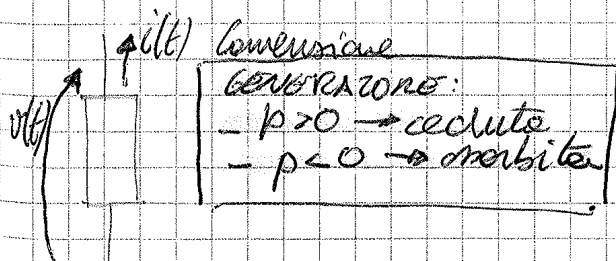 i(t) Convenzione
GENERATORE:
v(t)
- p>0 → ceduta
- p<0 → assorbita